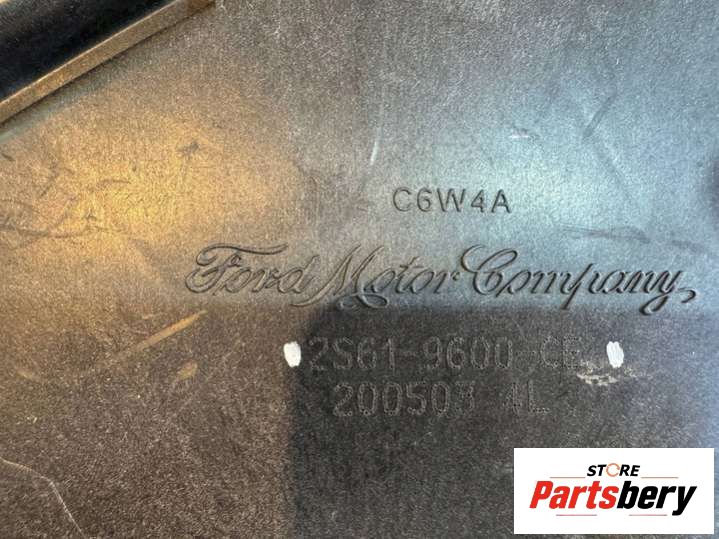 C6W4A
Ford Motor Company
2S61-9600 CE
200503 4L
STORE
Partsbery